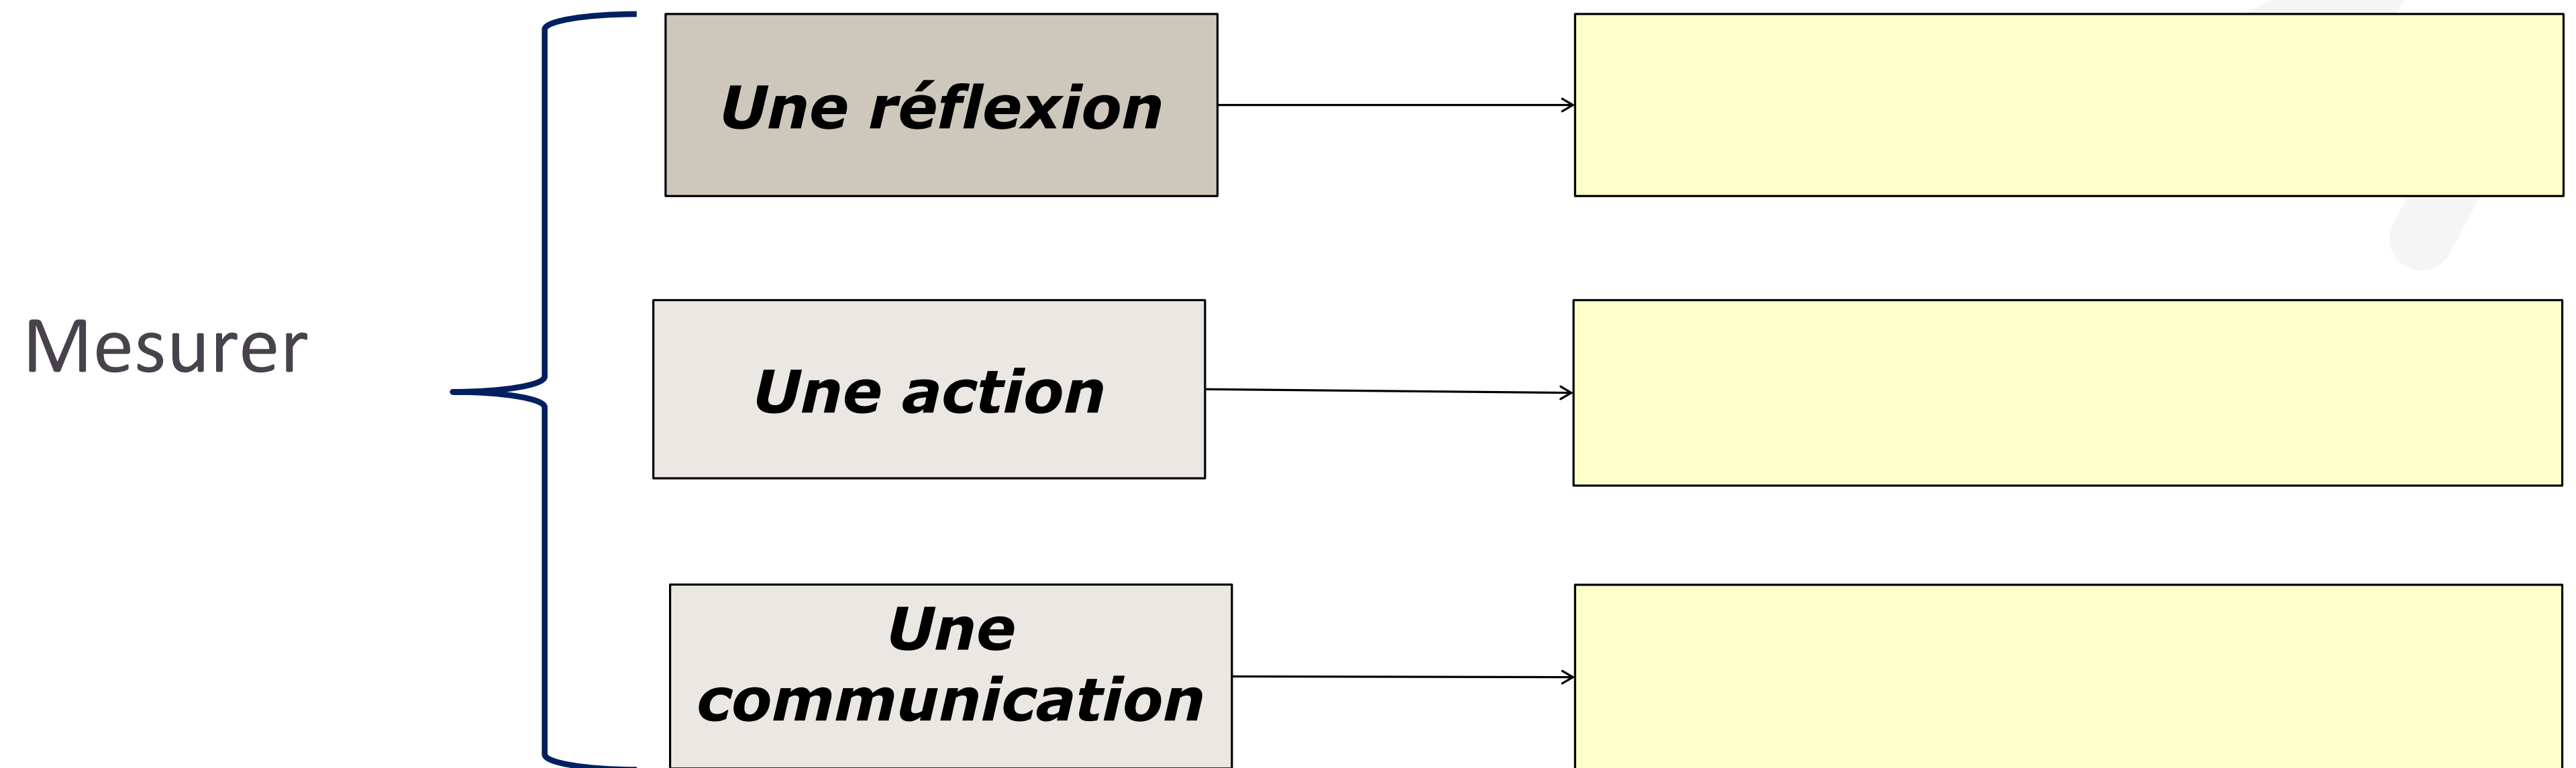 Mesurer
Une réflexion
Une action
Une
communication